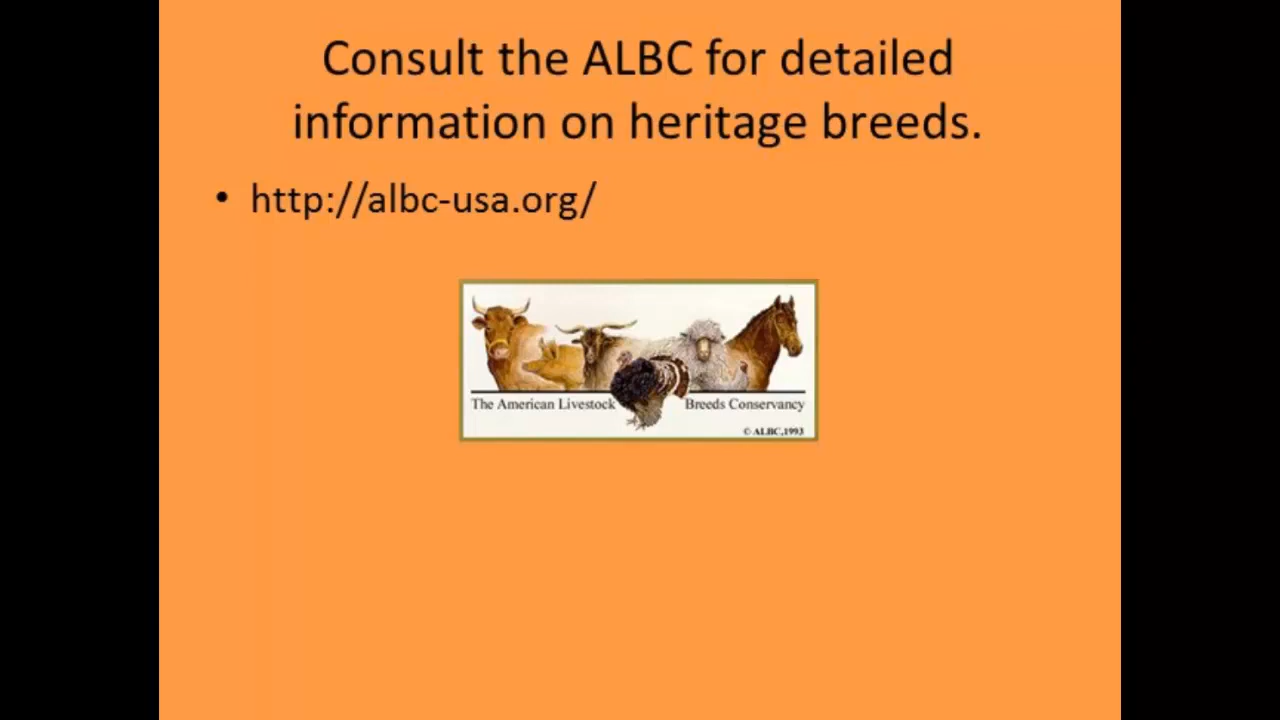 Consult the ALBC for detailed
information on heritage breeds.
• http://albc-usa.org/
The American Livestock Breeds Conservancy
© ALBC,1993